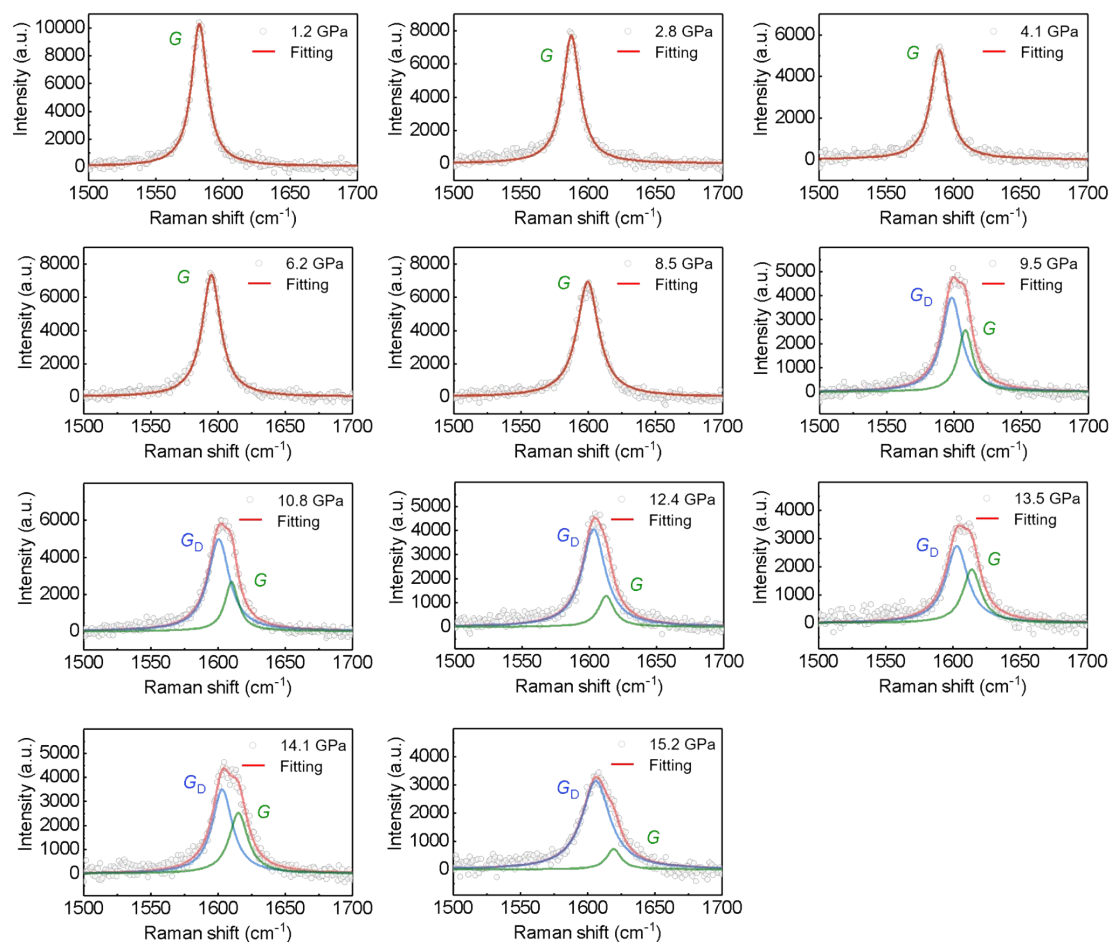 Intensity (a.u.)
10000
8000
6000
4000
2000
0
G
1.2 GPa
Fitting
1500 1550 1600 1650 1700
Raman shift (cm⁻¹)
Intensity (a.u.)
8000
6000
4000
2000
0
G
2.8 GPa
Fitting
1500 1550 1600 1650 1700
Raman shift (cm⁻¹)
Intensity (a.u.)
6000
4000
2000
0
G
4.1 GPa
Fitting
1500 1550 1600 1650 1700
Raman shift (cm⁻¹)
Intensity (a.u.)
8000
6000
4000
2000
0
G
6.2 GPa
Fitting
1500 1550 1600 1650 1700
Raman shift (cm⁻¹)
Intensity (a.u.)
8000
6000
4000
2000
0
G
8.5 GPa
Fitting
1500 1550 1600 1650 1700
Raman shift (cm⁻¹)
Intensity (a.u.)
5000
4000
3000
2000
1000
0
G_D
G
9.5 GPa
Fitting
1500 1550 1600 1650 1700
Raman shift (cm⁻¹)
Intensity (a.u.)
6000
4000
2000
0
G_D
G
10.8 GPa
Fitting
1500 1550 1600 1650 1700
Raman shift (cm⁻¹)
Intensity (a.u.)
5000
4000
3000
2000
1000
0
G_D
G
12.4 GPa
Fitting
1500 1550 1600 1650 1700
Raman shift (cm⁻¹)
Intensity (a.u.)
4000
3000
2000
1000
0
G_D
G
13.5 GPa
Fitting
1500 1550 1600 1650 1700
Raman shift (cm⁻¹)
Intensity (a.u.)
5000
4000
3000
2000
1000
0
G_D
G
14.1 GPa
Fitting
1500 1550 1600 1650 1700
Raman shift (cm⁻¹)
Intensity (a.u.)
4000
3000
2000
1000
0
G_D
G
15.2 GPa
Fitting
1500 1550 1600 1650 1700
Raman shift (cm⁻¹)